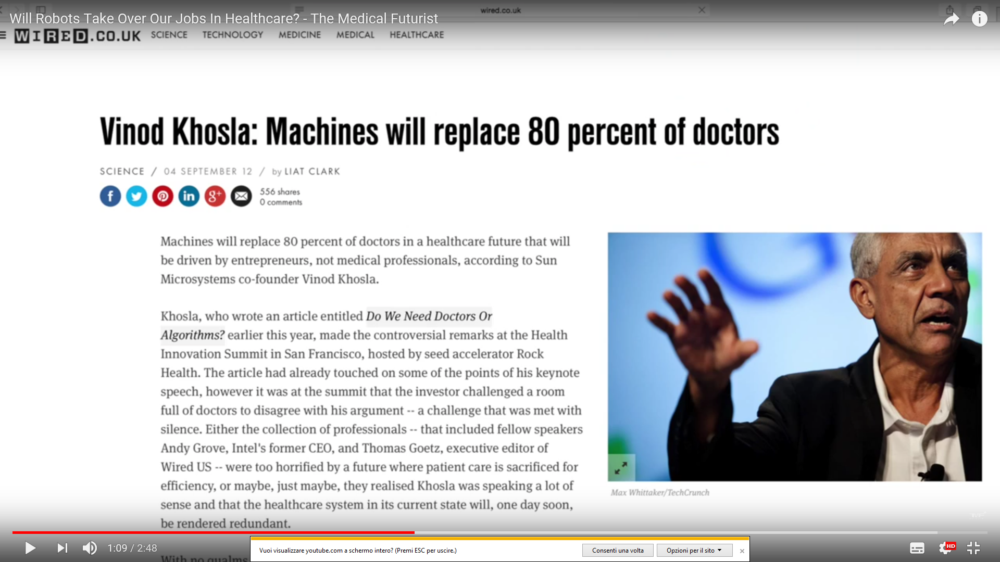 wired.co.uk
Will Robots Take Over Our Jobs In Healthcare? - The Medical Futurist
WIRED.CO.UK SCIENCE TECHNOLOGY MEDICINE MEDICAL HEALTHCARE
Vinod Khosla: Machines will replace 80 percent of doctors
SCIENCE / 04 SEPTEMBER 12 / by LIAT CLARK
556 shares
0 comments
Machines will replace 80 percent of doctors in a healthcare future that will
be driven by entrepreneurs, not medical professionals, according to Sun
Microsystems co-founder Vinod Khosla.
Khosla, who wrote an article entitled Do We Need Doctors Or
Algorithms? earlier this year, made the controversial remarks at the Health
Innovation Summit in San Francisco, hosted by seed accelerator Rock
Health. The article had already touched on some of the points of his keynote
speech, however it was at the summit that the investor challenged a room
full of doctors to disagree with his argument -- a challenge that was met with
silence. Either the collection of professionals -- that included fellow speakers
Andy Grove, Intel's former CEO, and Thomas Goetz, executive editor of
Wired US -- were too horrified by a future where patient care is sacrificed for
efficiency, or maybe, just maybe, they realised Khosla was speaking a lot of
sense and that the healthcare system in its current state will, one day soon,
be rendered redundant.
Max Whittaker/TechCrunch
1:09 / 2:48
HD
Vuoi visualizzare youtube.com a schermo intero? (Premi ESC per uscire.)
Consenti una volta
Opzioni per il sito
With no qualms